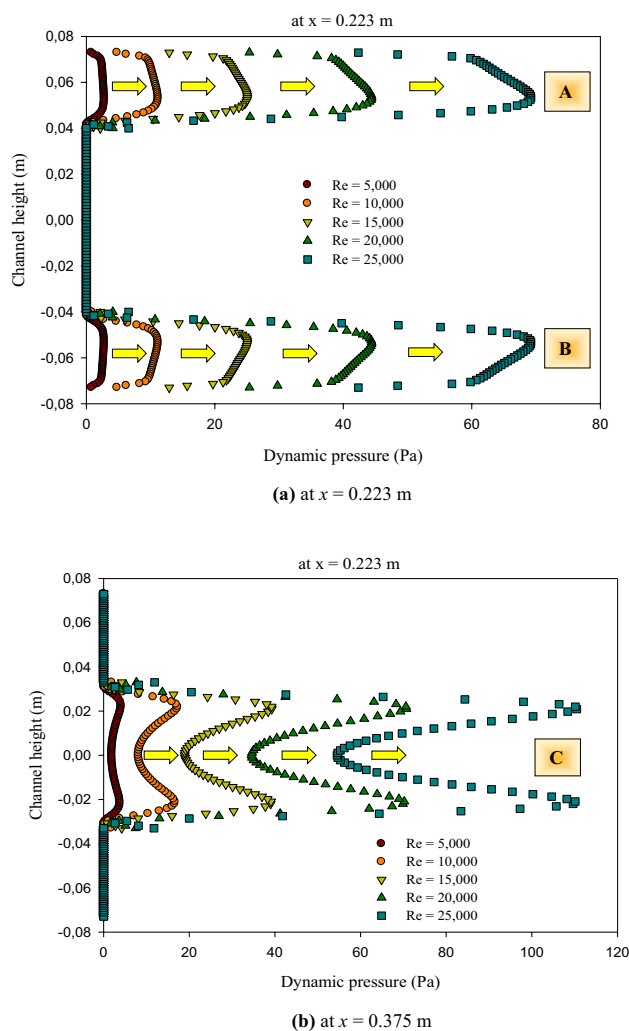 at x = 0.223 m
0,08
0,06
0,04
0,02
0,00
-0,02
-0,04
-0,06
-0,08
Channel height (m)
A
Re = 5,000
Re = 10,000
Re = 15,000
Re = 20,000
Re = 25,000
B
0 20 40 60 80
Dynamic pressure (Pa)
(a) at x = 0.223 m
at x = 0.223 m
0,08
0,06
0,04
0,02
0,00
-0,02
-0,04
-0,06
-0,08
Channel height (m)
C
Re = 5,000
Re = 10,000
Re = 15,000
Re = 20,000
Re = 25,000
0 20 40 60 80 100 120
Dynamic pressure (Pa)
(b) at x = 0.375 m